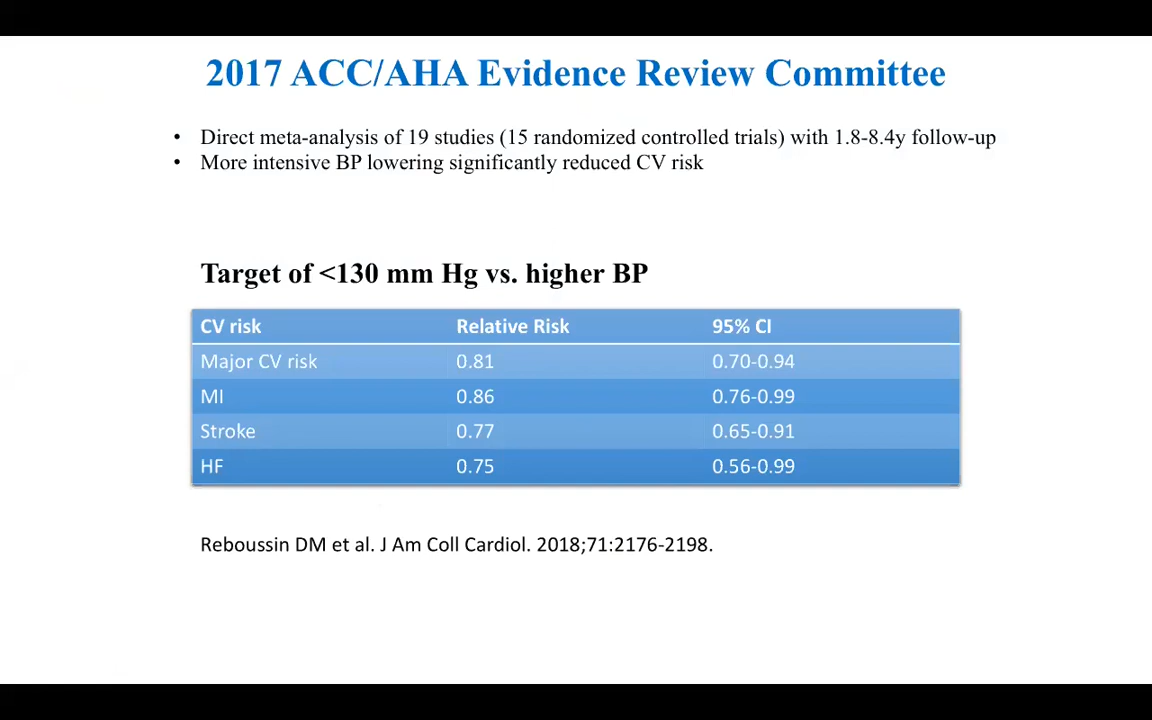 2017 ACC/AHA Evidence Review Committee
• Direct meta-analysis of 19 studies (15 randomized controlled trials) with 1.8-8.4y follow-up
• More intensive BP lowering significantly reduced CV risk
Target of <130 mm Hg vs. higher BP
CV risk Relative Risk 95% CI
Major CV risk 0.81 0.70-0.94
MI 0.86 0.76-0.99
Stroke 0.77 0.65-0.91
HF 0.75 0.56-0.99
Reboussin DM et al. J Am Coll Cardiol. 2018;71:2176-2198.